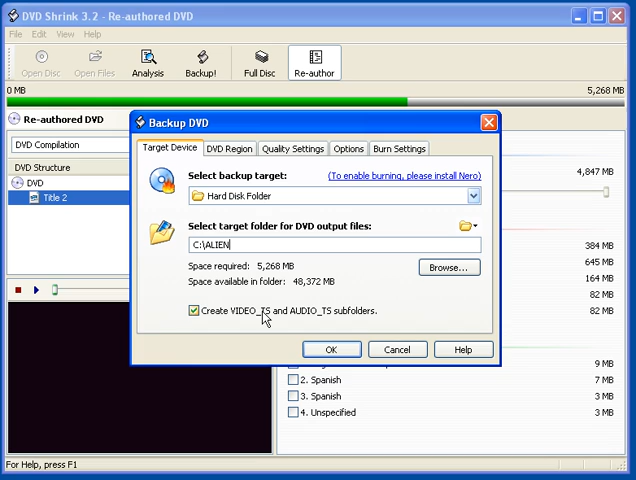 DVD Shrink 3.2 - Re-authored DVD
File Edit View Help
Open Disc Open Files Analysis Backup! Full Disc Re-author
0 MB 5,268 MB
Re-authored DVD
DVD Compilation
DVD Structure
DVD
Title 2
Backup DVD
Target Device DVD Region Quality Settings Options Burn Settings
Select backup target: (To enable burning, please install Nero)
Hard Disk Folder
Select target folder for DVD output files:
C:\ALIEN
Space required: 5,268 MB
Space available in folder: 48,372 MB
Browse...
Create VIDEO_TS and AUDIO_TS subfolders.
OK Cancel Help
4,847 MB
384 MB
645 MB
164 MB
82 MB
82 MB
9 MB
2. Spanish 7 MB
3. Spanish 3 MB
4. Unspecified 3 MB
For Help, press F1